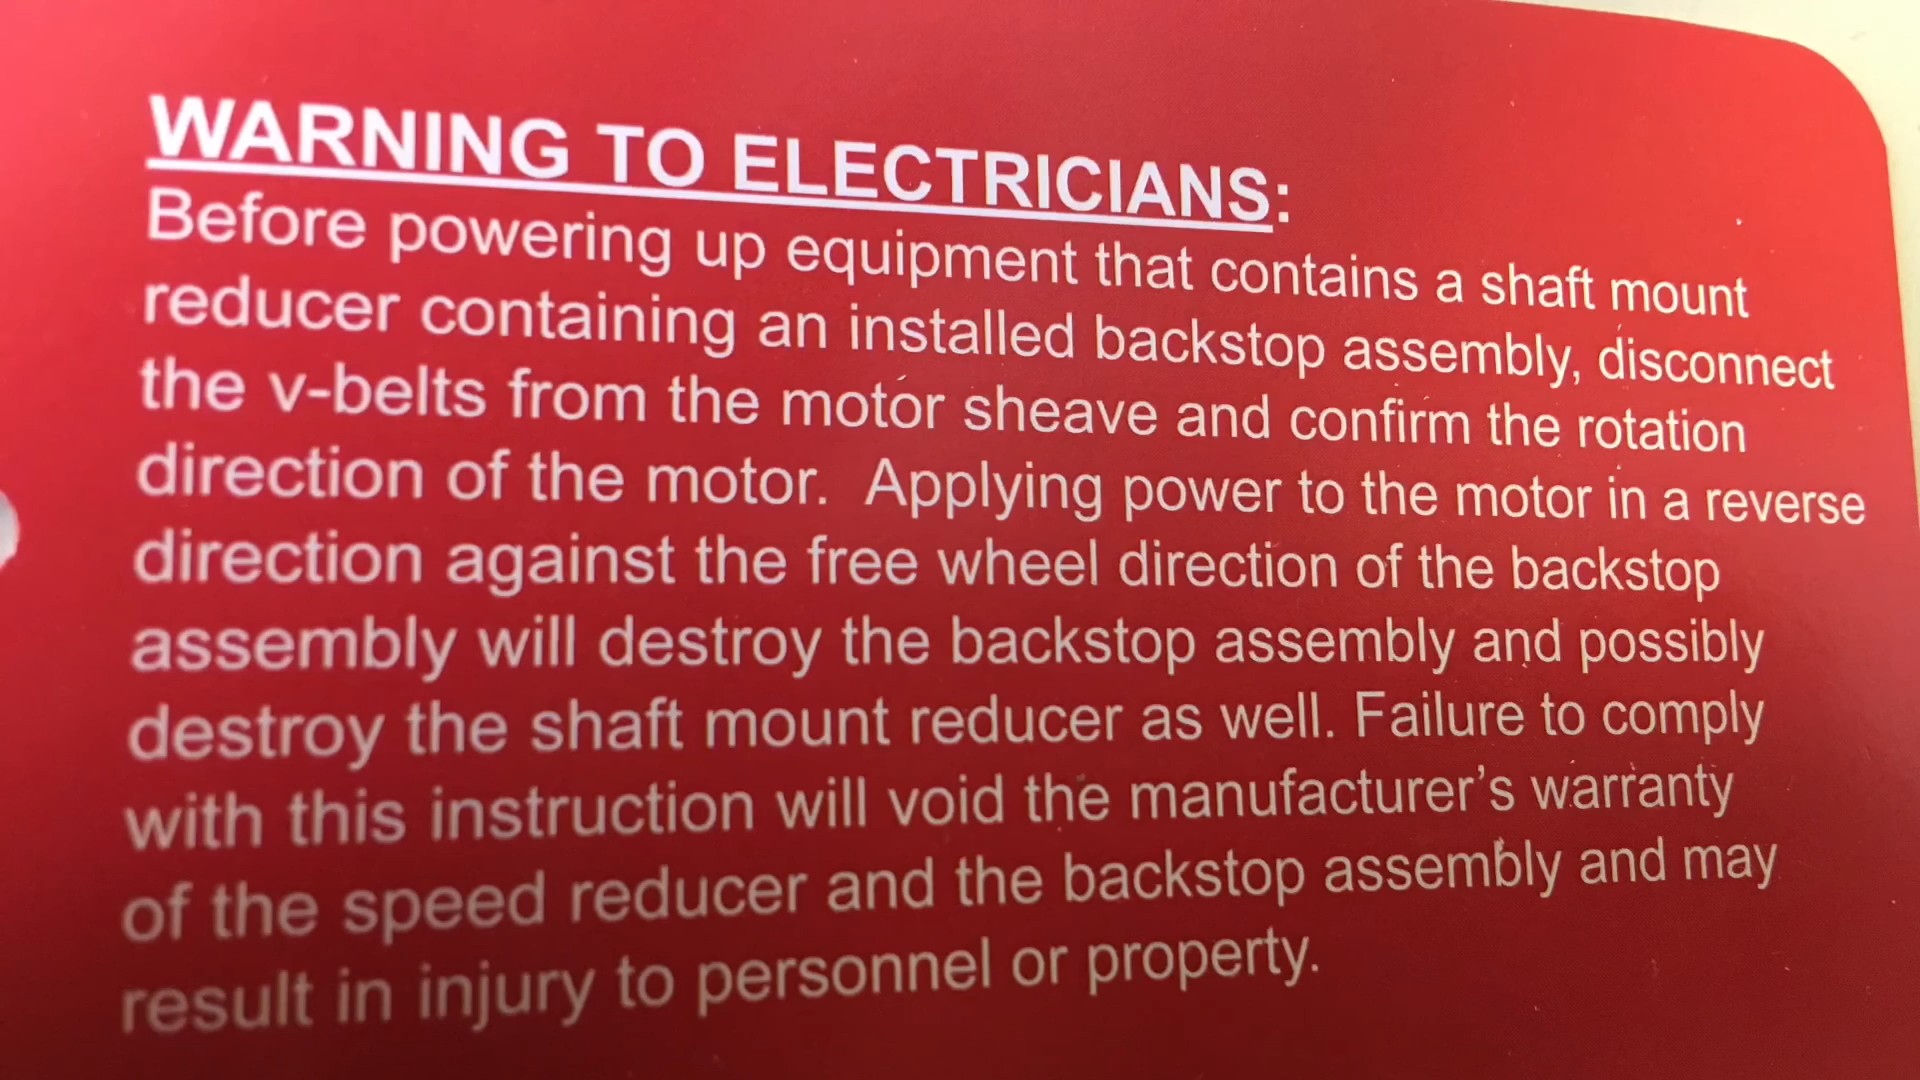 WARNING TO ELECTRICIANS:
Before powering up equipment that contains a shaft mount
reducer containing an installed backstop assembly, disconnect
the v-belts from the motor sheave and confirm the rotation
direction of the motor.  Applying power to the motor in a reverse
direction against the free wheel direction of the backstop
assembly will destroy the backstop assembly and possibly
destroy the shaft mount reducer as well. Failure to comply
with this instruction will void the manufacturer’s warranty
of the speed reducer and the backstop assembly and may
result in injury to personnel or property.